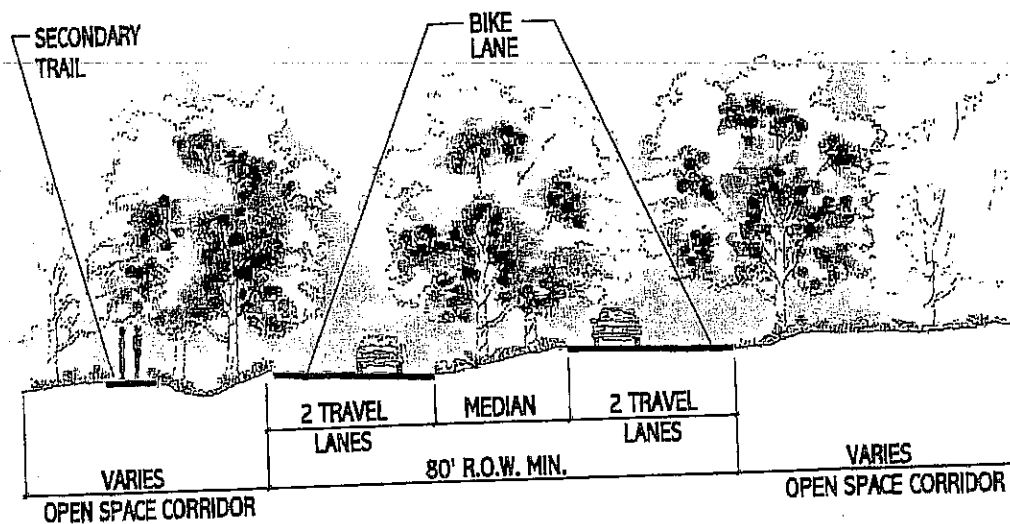 SECONDARY
TRAIL
BIKE
LANE
2 TRAVEL
LANES
MEDIAN
2 TRAVEL
LANES
VARIES
80' R.O.W. MIN.
VARIES
OPEN SPACE CORRIDOR
OPEN SPACE CORRIDOR